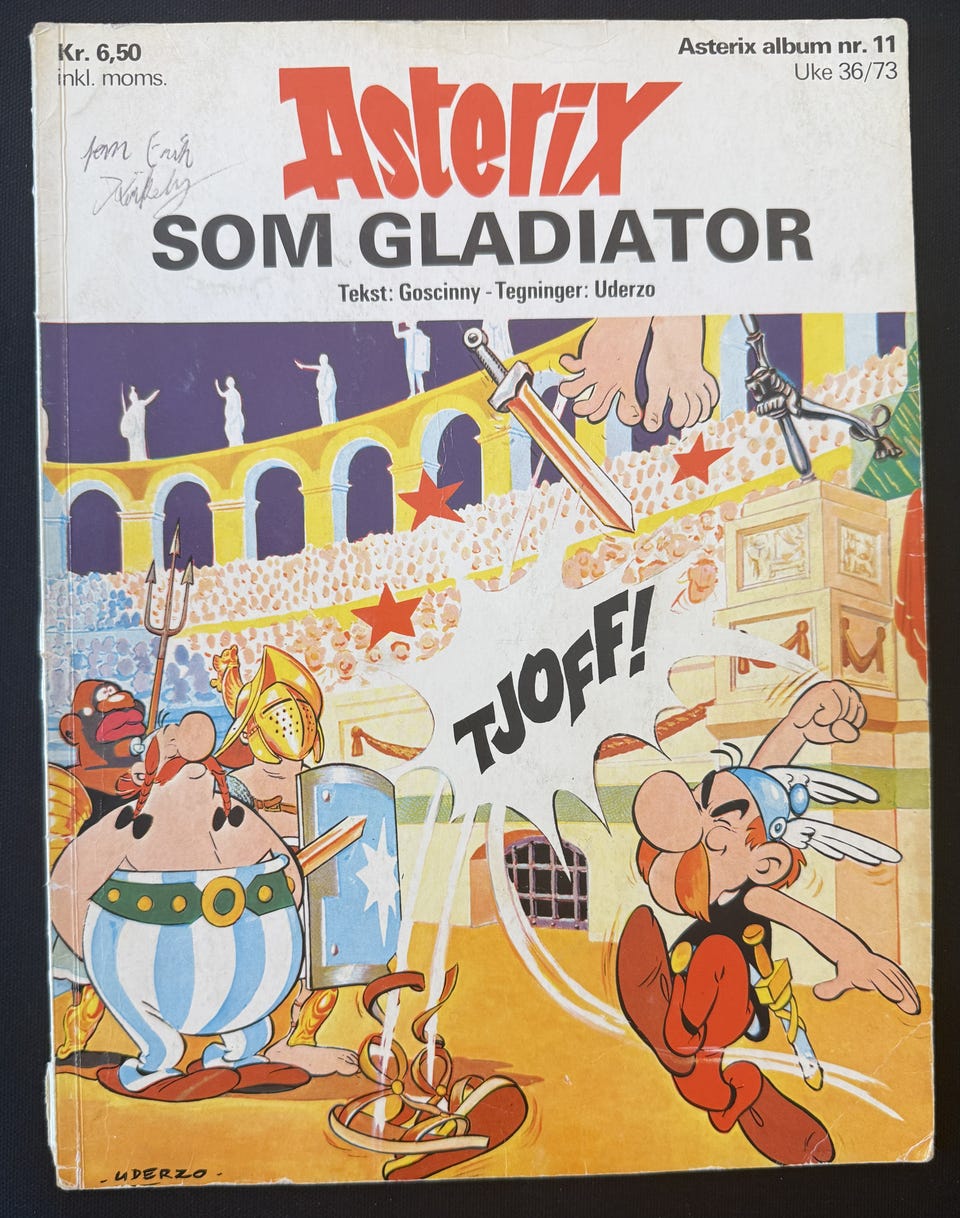 Kr. 6,50
inkl. moms.
Asterix album nr. 11
Uke 36/73
Asterix
SOM GLADIATOR
Tekst: Goscinny - Tegninger: Uderzo
Erik
TJOFF!
- UDERZO -